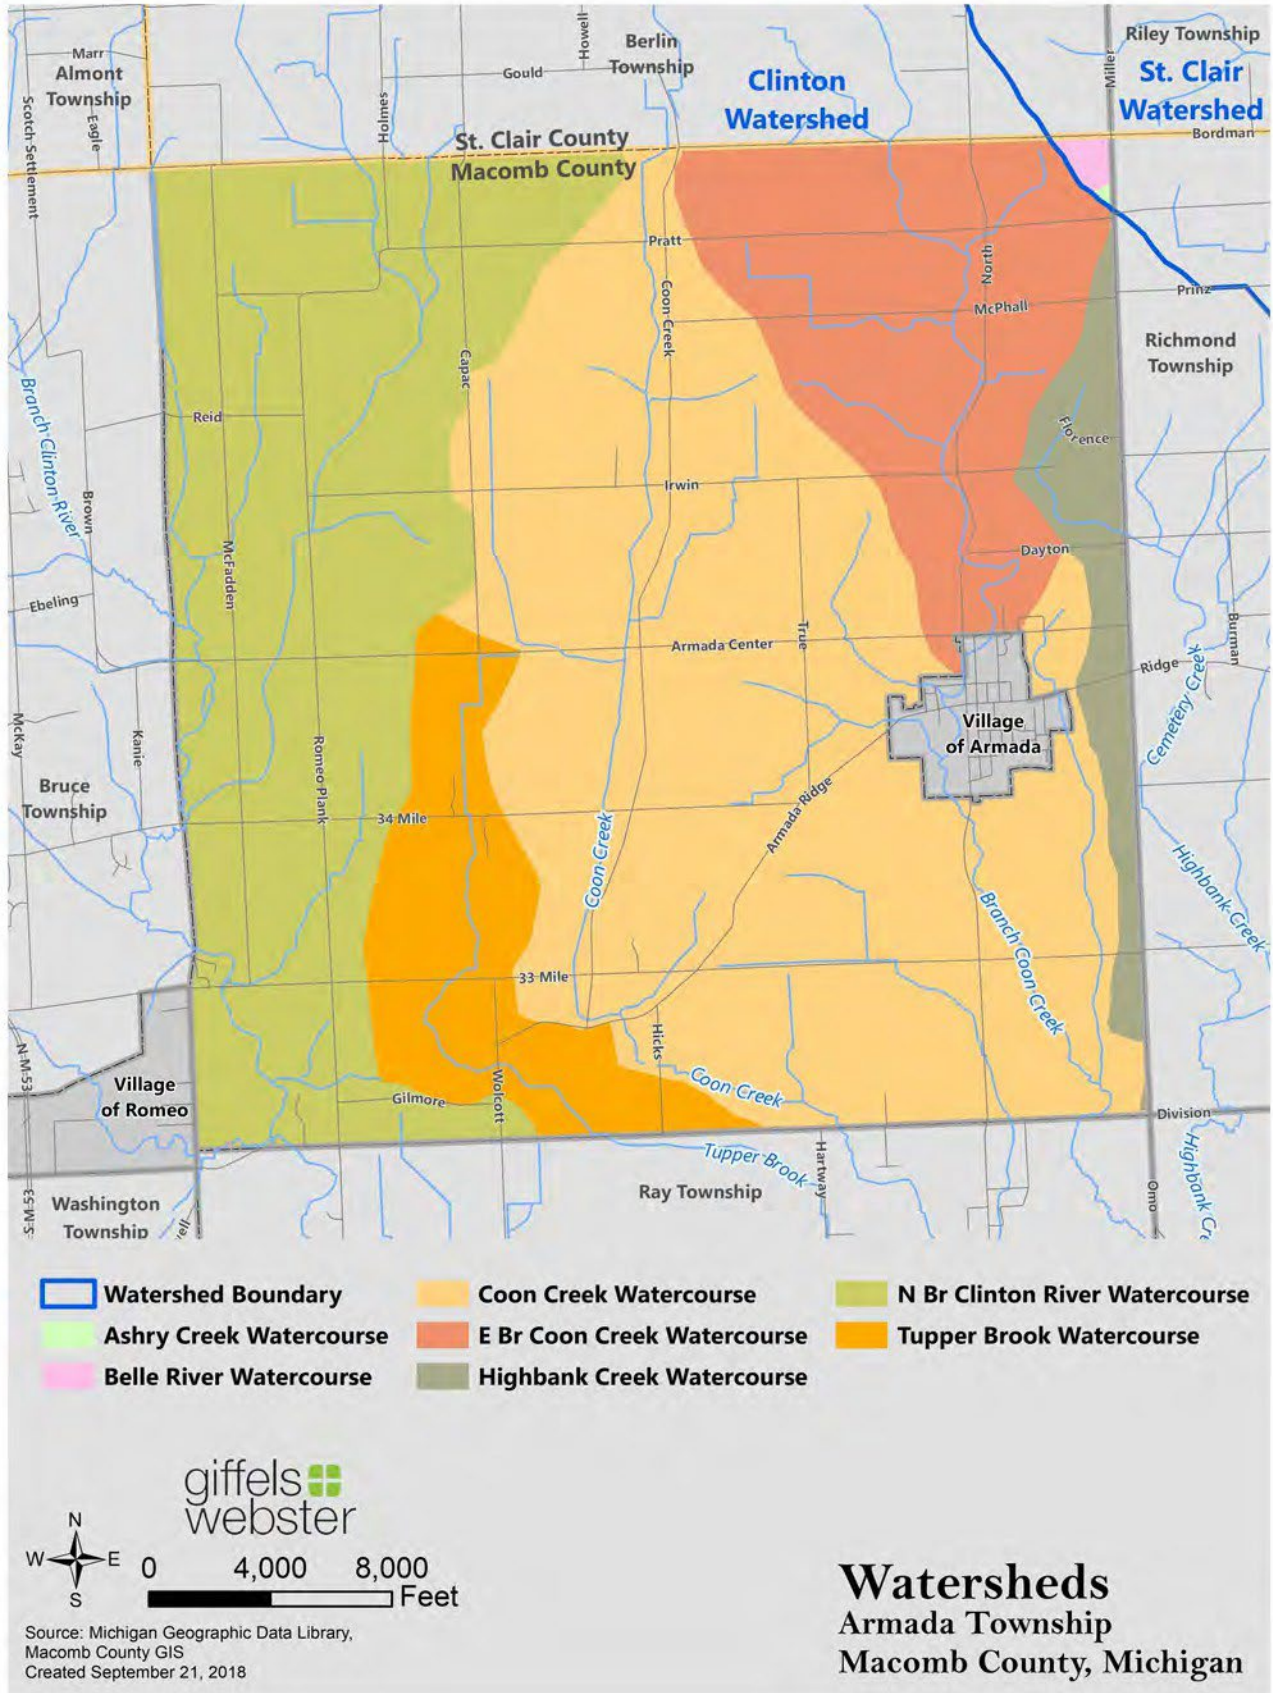 Marr
Almont
Township
Scotch Settlement
Eagle
Holmes
Gould
Howell
Berlin
Township
Clinton
Watershed
Miller
Riley Township
St. Clair
Watershed
Bordman
St. Clair County
Macomb County
Pratt
Coon Creek
North
McPhall
Prinz
Richmond
Township
Capac
Branch Clinton River
Reid
Florence
Brown
Irwin
McFadden
Dayton
Ebeling
Armada Center
True
Burman
Ridge
Cemetery Creek
McKay
Kanie
Romeo Plank
Village
of Armada
Bruce
Township
34 Mile
Armada Ridge
Coon Creek
Highbank Creek
Branch Coon Creek
33 Mile
Hicks
N M 53
Village
of Romeo
Wolcott
Gilmore
Coon Creek
Division
Tupper Brook
Hartway
Highbank Cre
Ray Township
Omo
S M 53
Washington
Township
ell
Watershed Boundary
Coon Creek Watercourse
N Br Clinton River Watercourse
Ashry Creek Watercourse
E Br Coon Creek Watercourse
Tupper Brook Watercourse
Belle River Watercourse
Highbank Creek Watercourse
giffels
webster
N
W E
S
0 4,000 8,000
Feet
Source: Michigan Geographic Data Library,
Macomb County GIS
Created September 21, 2018
Watersheds
Armada Township
Macomb County, Michigan